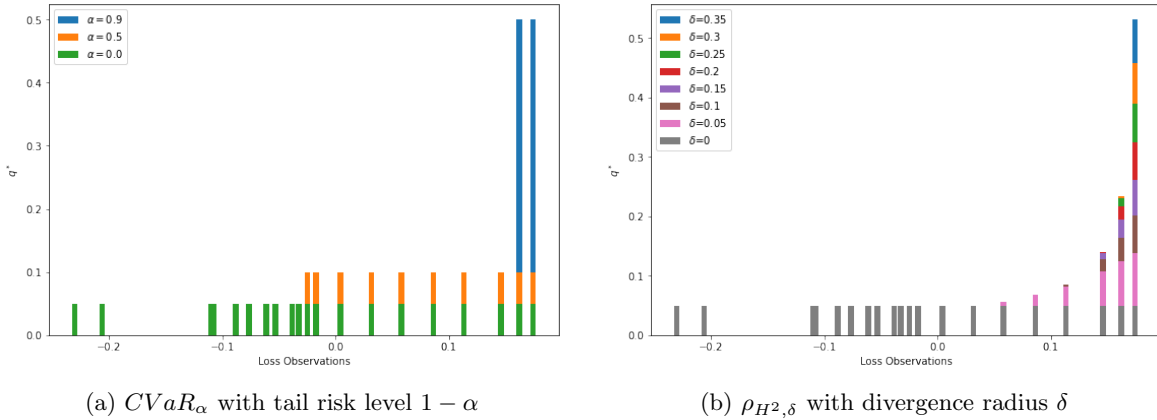 α = 0.9
α = 0.5
α = 0.0
0.5
0.4
0.3
0.2
0.1
0.0
q*
−0.2
−0.1
0.0
0.1
Loss Observations
(a) CVaR_α with tail risk level 1 − α
δ=0.35
δ=0.3
δ=0.25
δ=0.2
δ=0.15
δ=0.1
δ=0.05
δ=0
0.5
0.4
0.3
0.2
0.1
0.0
q*
−0.2
−0.1
0.0
0.1
Loss Observations
(b) ρ_{H²,δ} with divergence radius δ